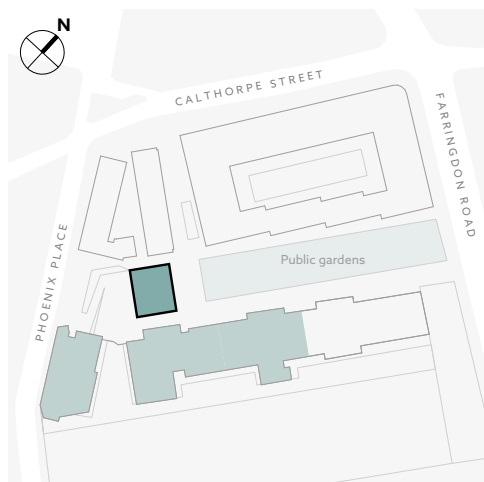 N
CALTHORPE STREET
FARRINGDON ROAD
PHOENIX PLACE
Public gardens